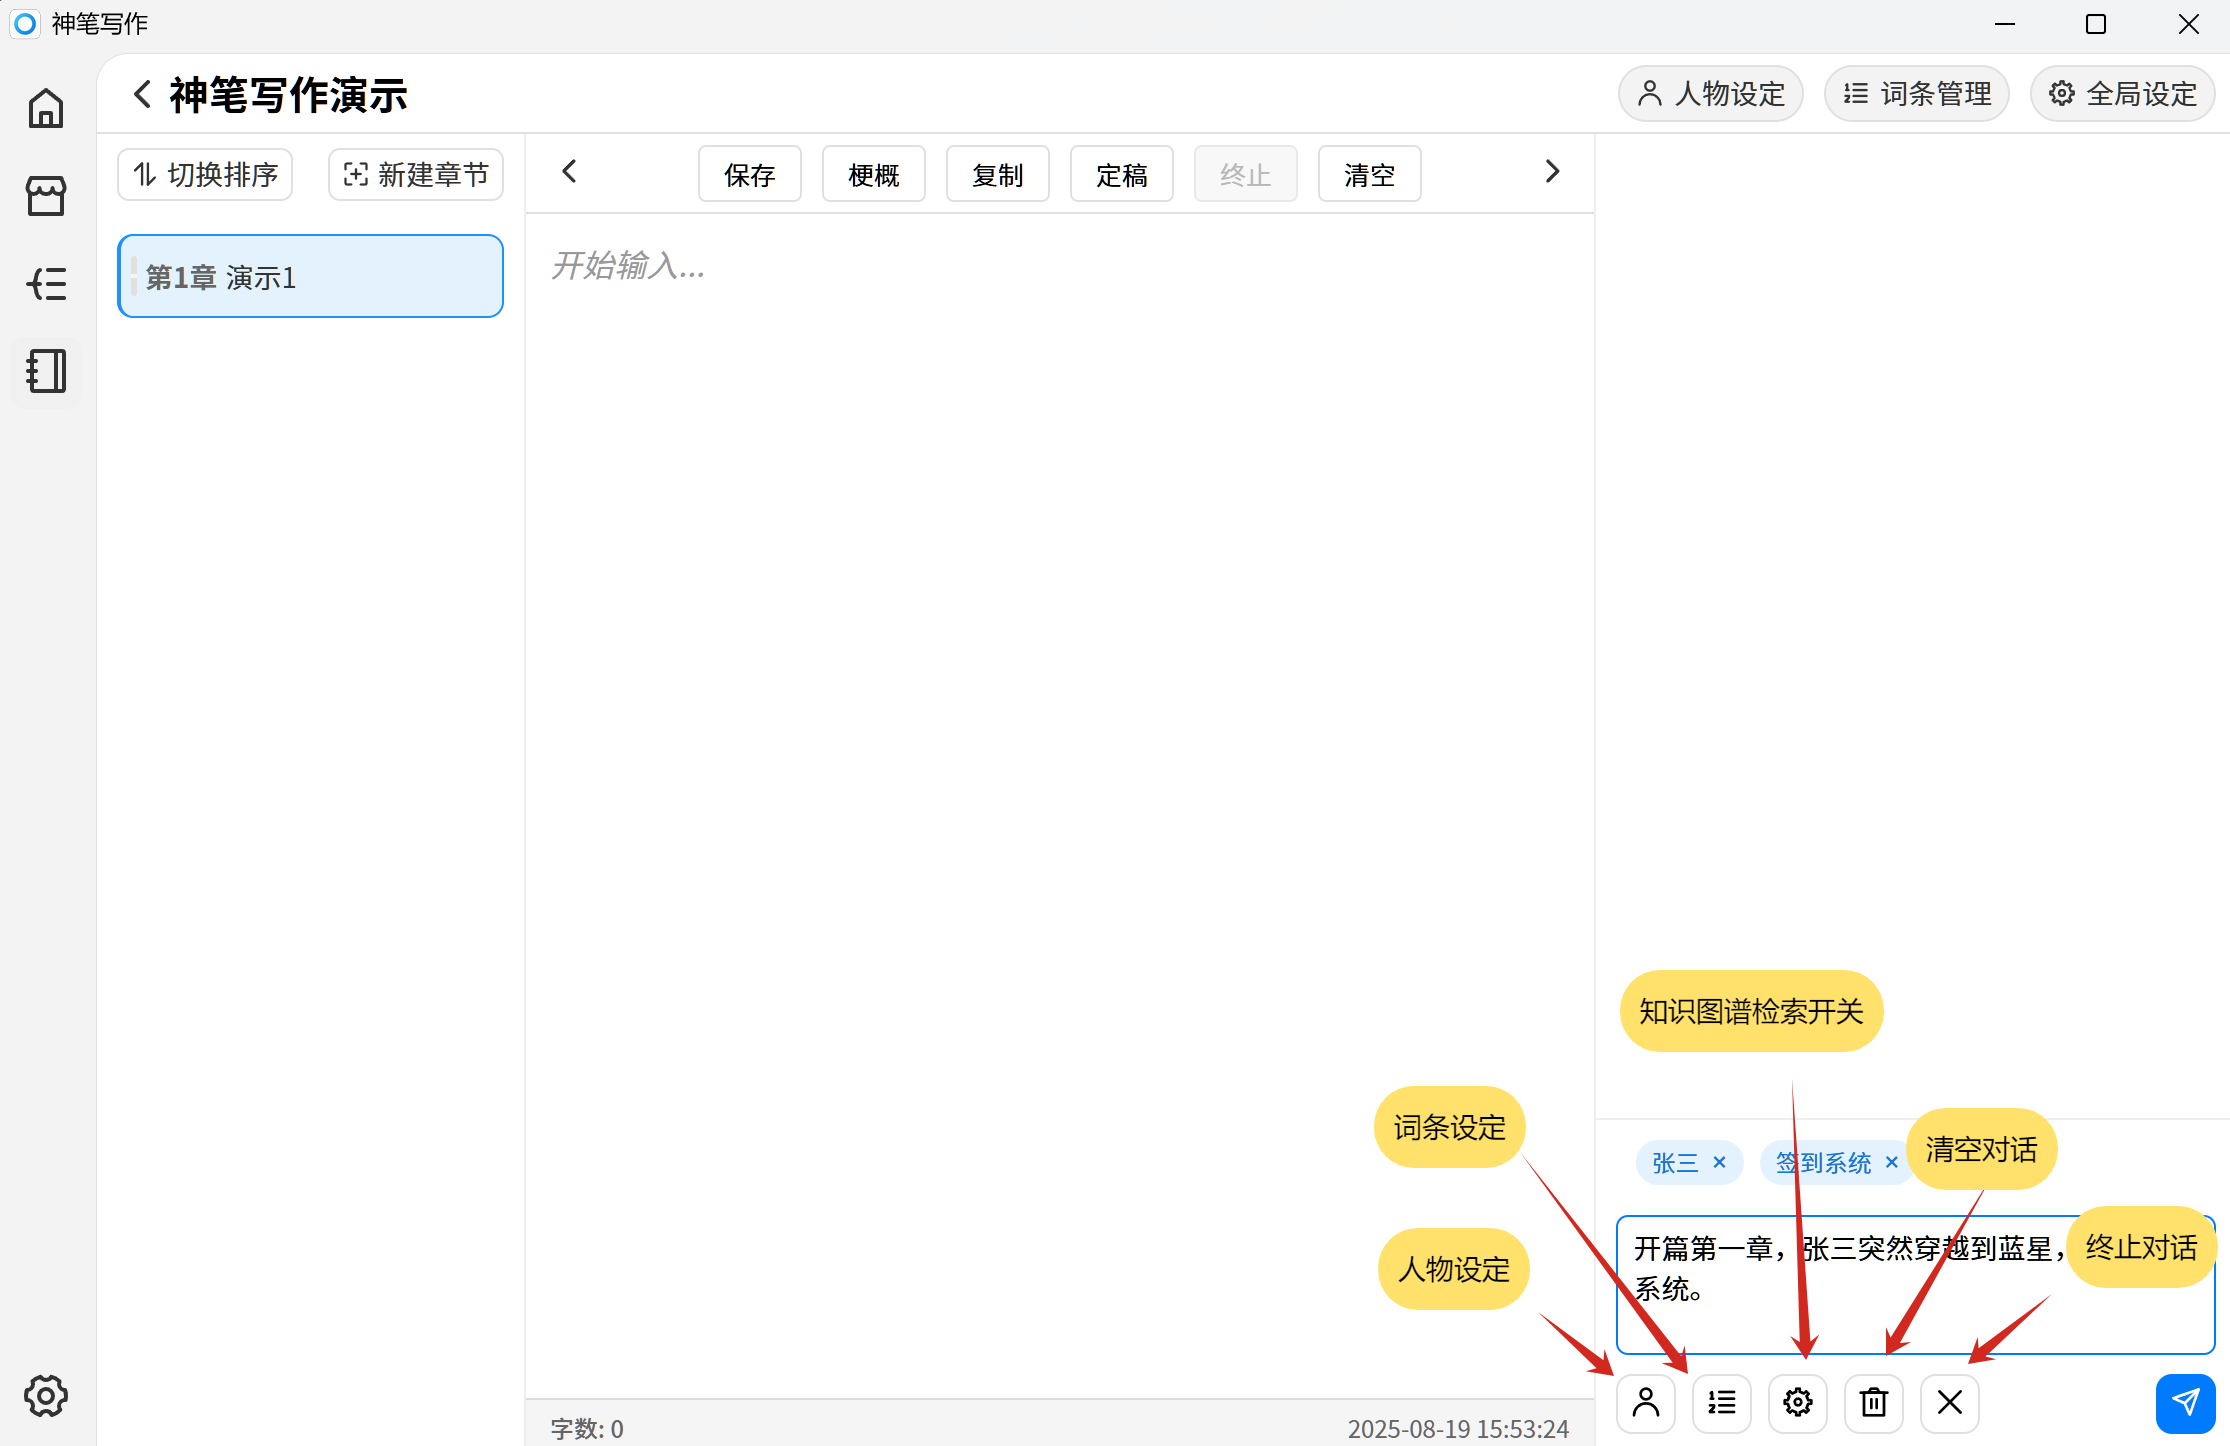 神笔写作
神笔写作演示
人物设定
词条管理
全局设定
切换排序
新建章节
保存
梗概
复制
定稿
终止
清空
第1章 演示1
开始输入...
知识图谱检索开关
词条设定
清空对话
张三 ×
签到系统 ×
人物设定
终止对话
开篇第一章，张三突然穿越到蓝星，
系统。
字数: 0
2025-08-19 15:53:24